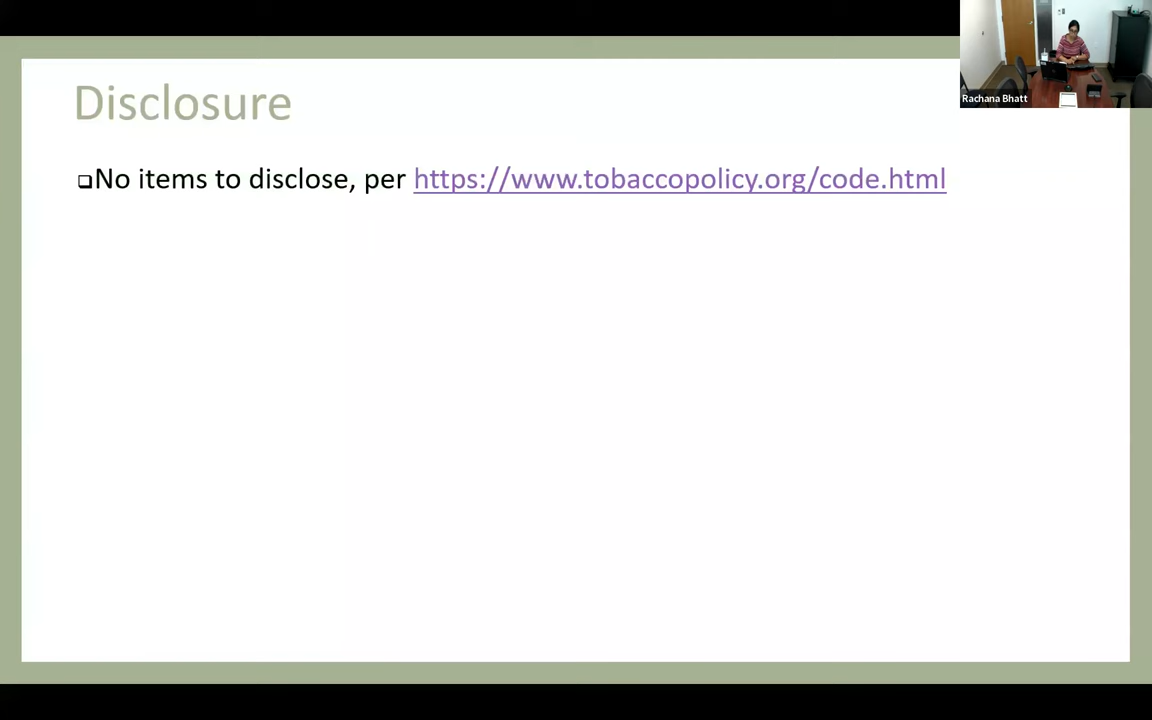 Disclosure
❑No items to disclose, per https://www.tobaccopolicy.org/code.html
Rachana Bhatt